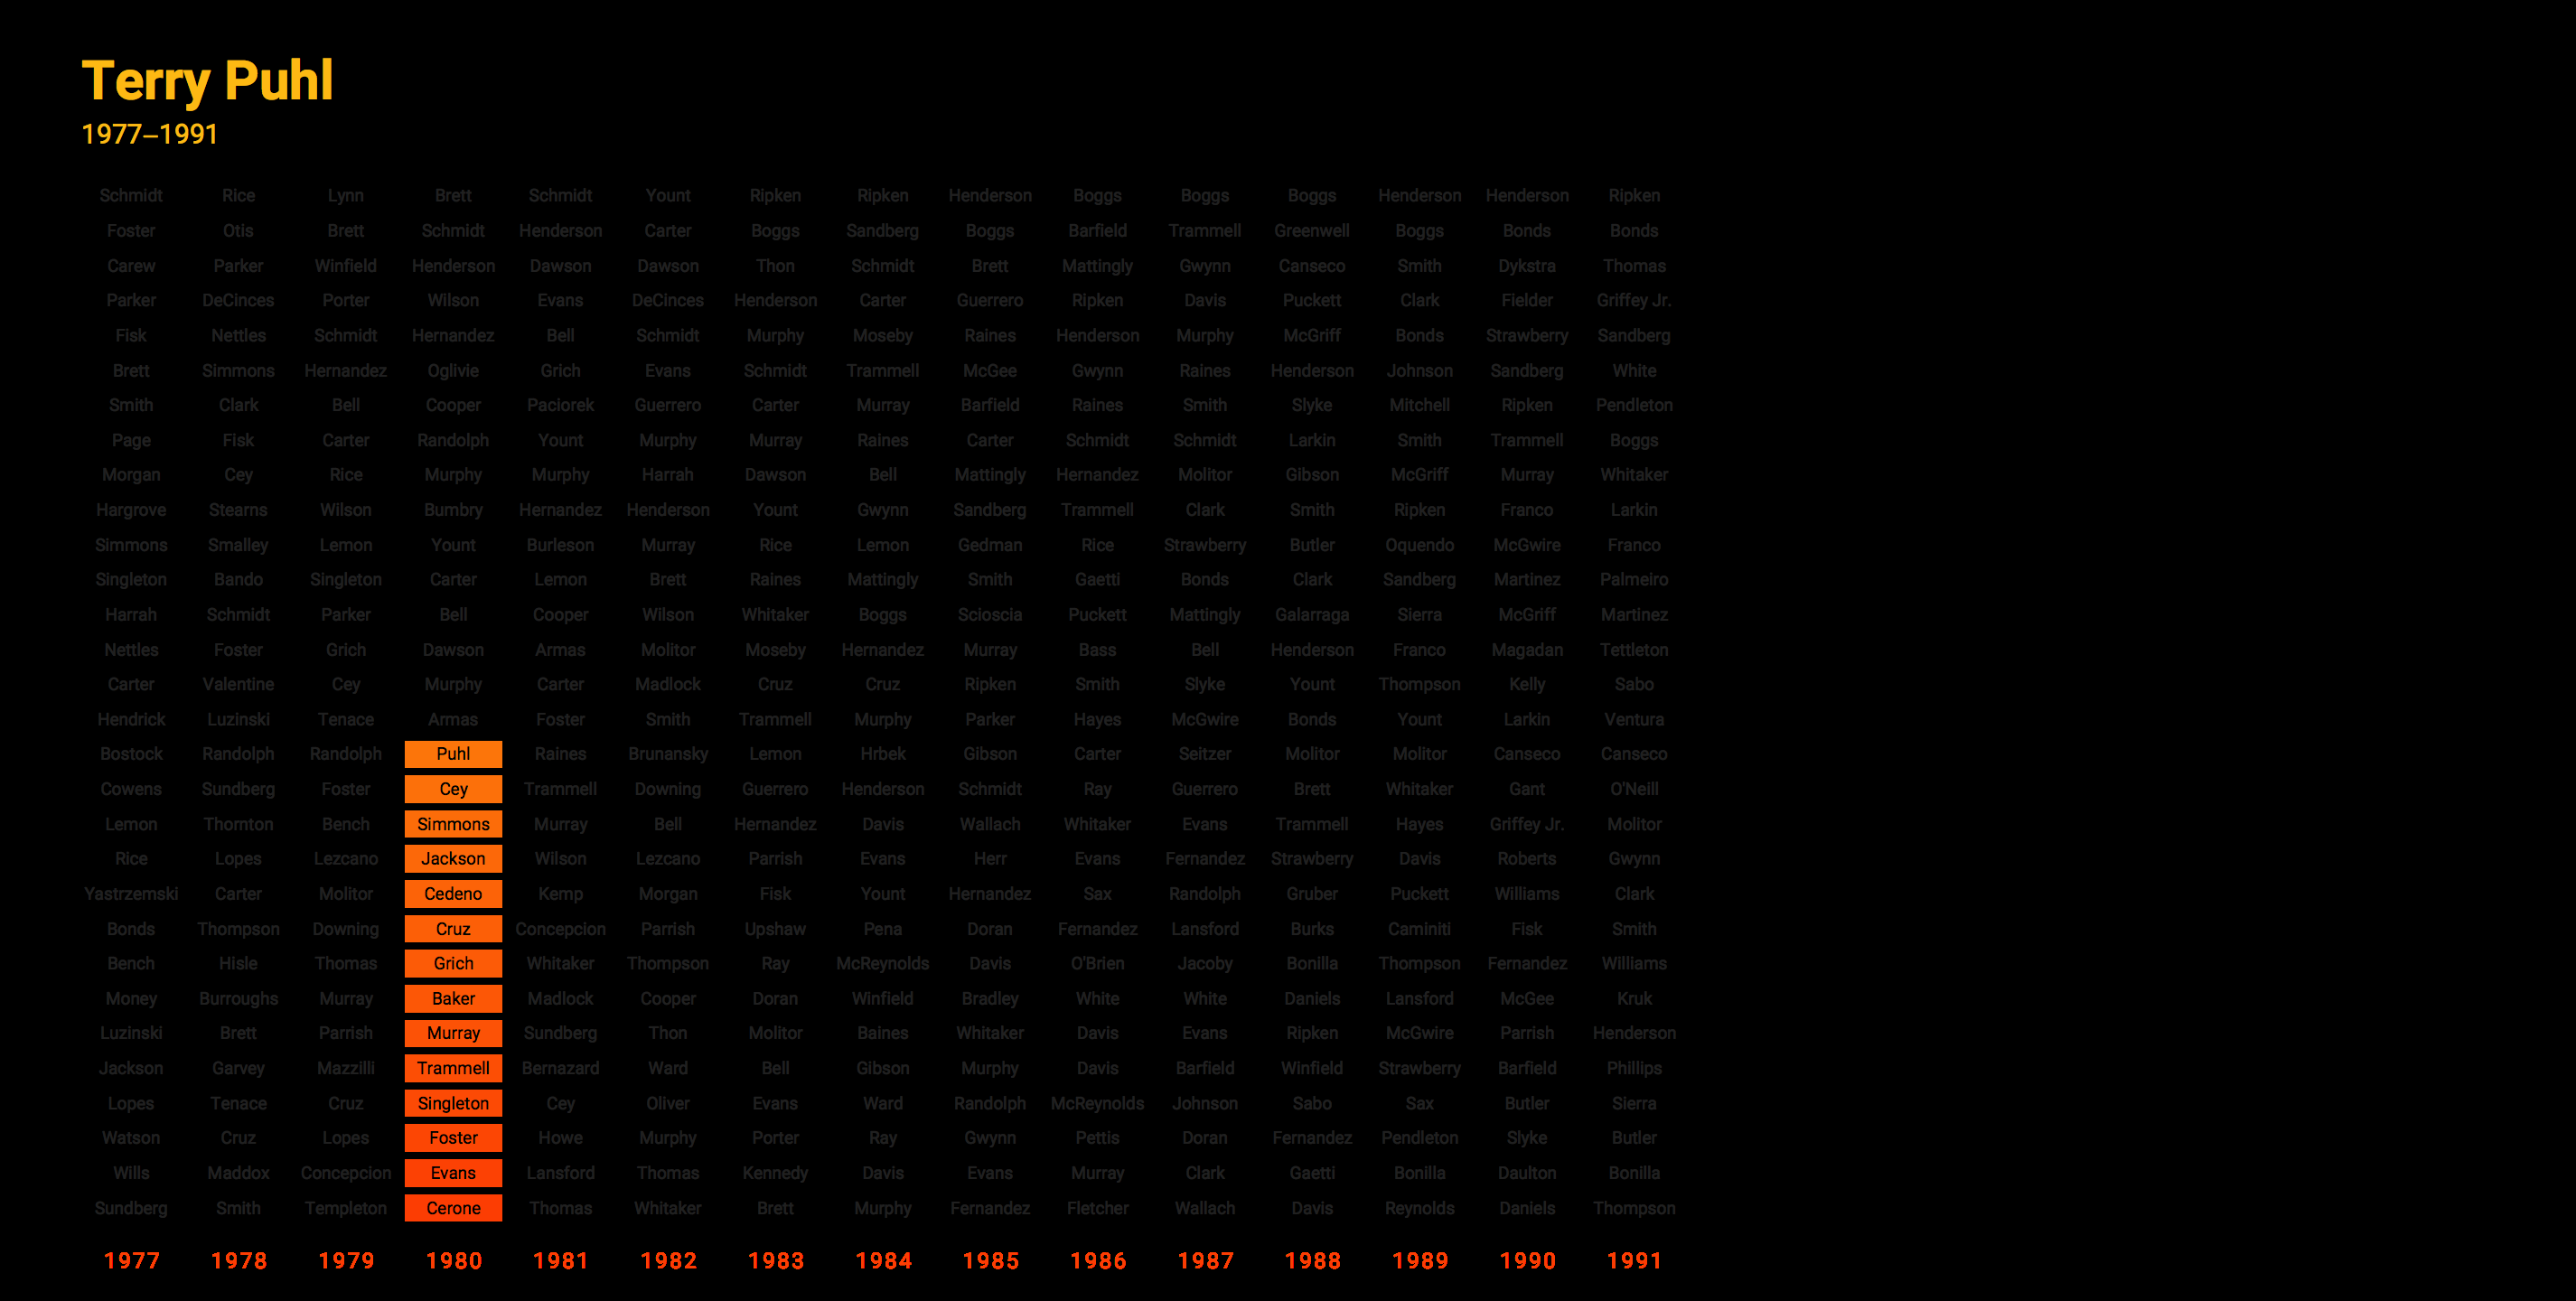 Terry Puhl
1977–1991
Schmidt Rice Lynn Brett Schmidt Yount Ripken Ripken Henderson Boggs Boggs Boggs Henderson Henderson Ripken
Foster Otis Brett Schmidt Henderson Carter Boggs Sandberg Boggs Barfield Trammell Greenwell Boggs Bonds Bonds
Carew Parker Winfield Henderson Dawson Dawson Thon Schmidt Brett Mattingly Gwynn Canseco Smith Dykstra Thomas
Parker DeCinces Porter Wilson Evans DeCinces Henderson Carter Guerrero Ripken Davis Puckett Clark Fielder Griffey Jr.
Fisk Nettles Schmidt Hernandez Bell Schmidt Murphy Moseby Raines Henderson Murphy McGriff Bonds Strawberry Sandberg
Brett Simmons Hernandez Oglivie Grich Evans Schmidt Trammell McGee Gwynn Raines Henderson Johnson Sandberg White
Smith Clark Bell Cooper Paciorek Guerrero Carter Murray Barfield Raines Smith Slyke Mitchell Ripken Pendleton
Page Fisk Carter Randolph Yount Murphy Murray Raines Carter Schmidt Schmidt Larkin Smith Trammell Boggs
Morgan Cey Rice Murphy Murphy Harrah Dawson Bell Mattingly Hernandez Molitor Gibson McGriff Murray Whitaker
Hargrove Stearns Wilson Bumbry Hernandez Henderson Yount Gwynn Sandberg Trammell Clark Smith Ripken Franco Larkin
Simmons Smalley Lemon Yount Burleson Murray Rice Lemon Gedman Rice Strawberry Butler Oquendo McGwire Franco
Singleton Bando Singleton Carter Lemon Brett Raines Mattingly Smith Gaetti Bonds Clark Sandberg Martinez Palmeiro
Harrah Schmidt Parker Bell Cooper Wilson Whitaker Boggs Scioscia Puckett Mattingly Galarraga Sierra McGriff Martinez
Nettles Foster Grich Dawson Armas Molitor Moseby Hernandez Murray Bass Bell Henderson Franco Magadan Tettleton
Carter Valentine Cey Murphy Carter Madlock Cruz Cruz Ripken Smith Slyke Yount Thompson Kelly Sabo
Hendrick Luzinski Tenace Armas Foster Smith Trammell Murphy Parker Hayes McGwire Bonds Yount Larkin Ventura
Bostock Randolph Randolph Puhl Raines Brunansky Lemon Hrbek Gibson Carter Seitzer Molitor Molitor Canseco Canseco
Cowens Sundberg Foster Cey Trammell Downing Guerrero Henderson Schmidt Ray Guerrero Brett Whitaker Gant O'Neill
Lemon Thornton Bench Simmons Murray Bell Hernandez Davis Wallach Whitaker Evans Trammell Hayes Griffey Jr. Molitor
Rice Lopes Lezcano Jackson Wilson Lezcano Parrish Evans Herr Evans Fernandez Strawberry Davis Roberts Gwynn
Yastrzemski Carter Molitor Cedeno Kemp Morgan Fisk Yount Hernandez Sax Randolph Gruber Puckett Williams Clark
Bonds Thompson Downing Cruz Concepcion Parrish Upshaw Pena Doran Fernandez Lansford Burks Caminiti Fisk Smith
Bench Hisle Thomas Grich Whitaker Thompson Ray McReynolds Davis O'Brien Jacoby Bonilla Thompson Fernandez Williams
Money Burroughs Murray Baker Madlock Cooper Doran Winfield Bradley White White Daniels Lansford McGee Kruk
Luzinski Brett Parrish Murray Sundberg Thon Molitor Baines Whitaker Davis Evans Ripken McGwire Parrish Henderson
Jackson Garvey Mazzilli Trammell Bernazard Ward Bell Gibson Murphy Davis Barfield Winfield Strawberry Barfield Phillips
Lopes Tenace Cruz Singleton Cey Oliver Evans Ward Randolph McReynolds Johnson Sabo Sax Butler Sierra
Watson Cruz Lopes Foster Howe Murphy Porter Ray Gwynn Pettis Doran Fernandez Pendleton Slyke Butler
Wills Maddox Concepcion Evans Lansford Thomas Kennedy Davis Evans Murray Clark Gaetti Bonilla Daulton Bonilla
Sundberg Smith Templeton Cerone Thomas Whitaker Brett Murphy Fernandez Fletcher Wallach Davis Reynolds Daniels Thompson
1977 1978 1979 1980 1981 1982 1983 1984 1985 1986 1987 1988 1989 1990 1991